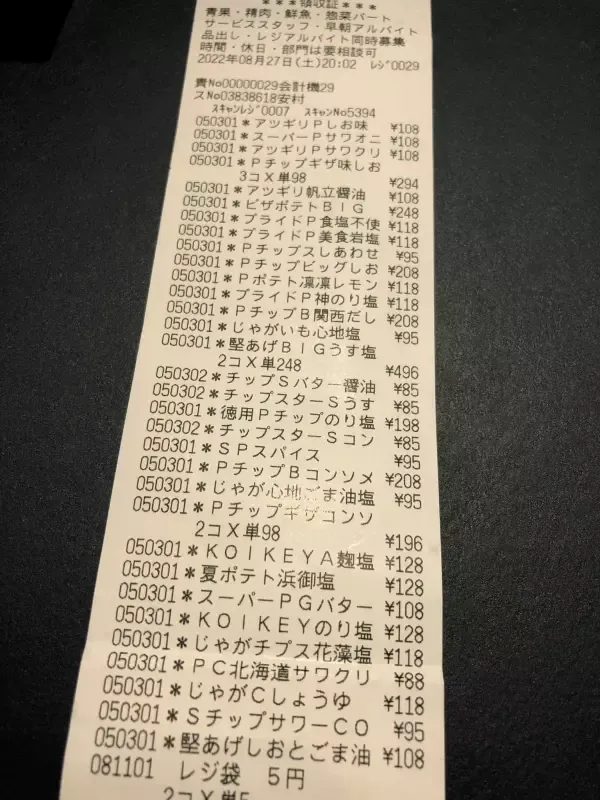 ＊＊＊領収証＊＊＊
青果・精肉・鮮魚・惣菜パート
サービススタッフ・早朝アルバイト
品出し・レジアルバイト同時募集
時間・休日・部門は要相談可
2022年08月27日(土)20:02 ﾚｼﾞ0029
責No00000029会計機29
スNo03838618安村
ｽｷｬﾝﾚｼﾞ0007 ｽｷｬﾝNo5394
050301＊アツギリＰしお味 ¥108
050301＊スーパーＰサワオニ ¥108
050301＊アツギリＰサワクリ ¥108
050301＊Ｐチップギザ味しお
3コＸ単98 ¥294
050301＊アツギリ帆立醤油 ¥108
050301＊ピザポテトＢＩＧ ¥248
050301＊プライドＰ食塩不使 ¥118
050301＊プライドＰ美食岩塩 ¥118
050301＊Ｐチップスしあわせ ¥95
050301＊Ｐチップビッグしお ¥208
050301＊Ｐポテト凛凛レモン ¥118
050301＊プライドＰ神のり塩 ¥118
050301＊ＰチップＢ関西だし ¥208
050301＊じゃがいも心地塩 ¥95
050301＊堅あげＢＩＧうす塩
2コＸ単248 ¥496
050302＊チップＳバター醤油 ¥85
050302＊チップスターＳうす ¥85
050301＊徳用Ｐチップのり塩 ¥198
050302＊チップスターＳコン ¥85
050301＊ＳＰスパイス ¥95
050301＊ＰチップＢコンソメ ¥208
050301＊じゃが心地ごま油塩 ¥95
050301＊Ｐチップギザコンソ
2コＸ単98 ¥196
050301＊ＫＯＩＫＥＹＡ麹塩 ¥128
050301＊夏ポテト浜御塩 ¥128
050301＊スーパーＰＧバター ¥108
050301＊ＫＯＩＫＥＹのり塩 ¥128
050301＊じゃがチプス花藻塩 ¥118
050301＊ＰＣ北海道サワクリ ¥88
050301＊じゃがＣしょうゆ ¥118
050301＊ＳチップサワーＣＯ ¥95
050301＊堅あげしおとごま油 ¥108
081101 レジ袋 ５円
2コＸ単5